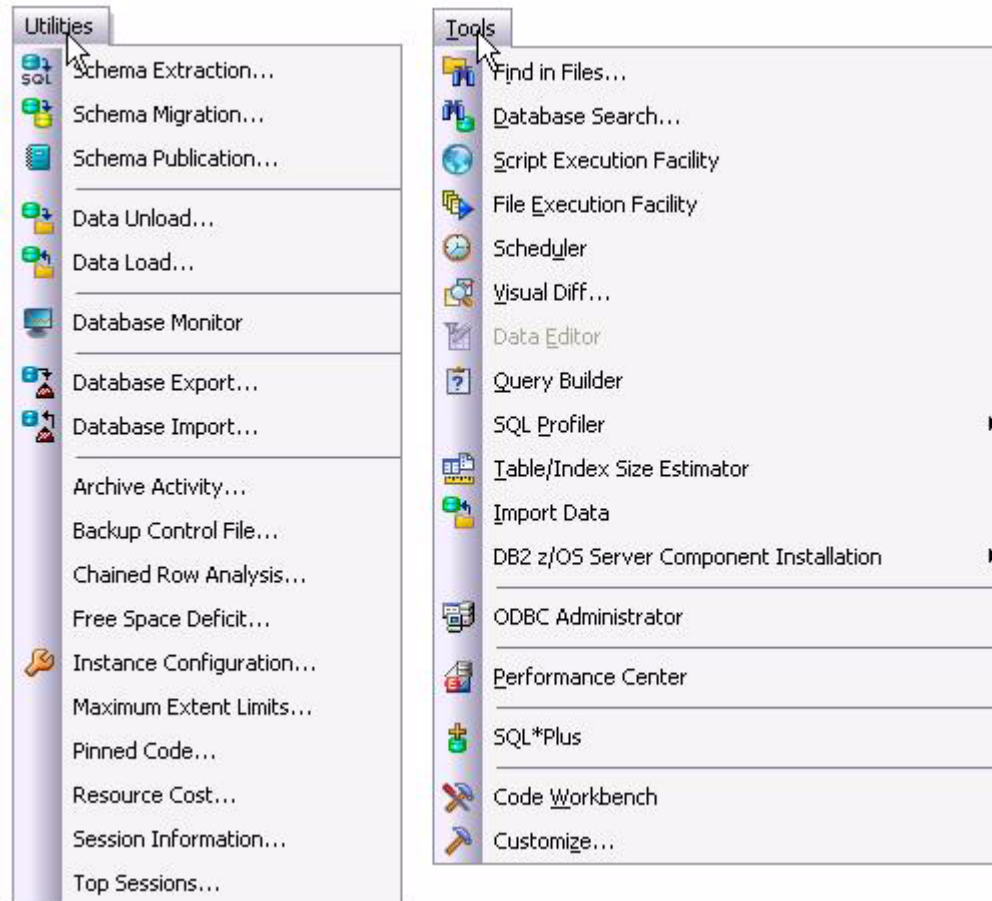 Utilities
Schema Extraction...
Schema Migration...
Schema Publication...
Data Unload...
Data Load...
Database Monitor
Database Export...
Database Import...
Archive Activity...
Backup Control File...
Chained Row Analysis...
Free Space Deficit...
Instance Configuration...
Maximum Extent Limits...
Pinned Code...
Resource Cost...
Session Information...
Top Sessions...
Tools
Find in Files...
Database Search...
Script Execution Facility
File Execution Facility
Scheduler
Visual Diff...
Data Editor
Query Builder
SQL Profiler
Table/Index Size Estimator
Import Data
DB2 z/OS Server Component Installation
ODBC Administrator
Performance Center
SQL*Plus
Code Workbench
Customize...
SQL